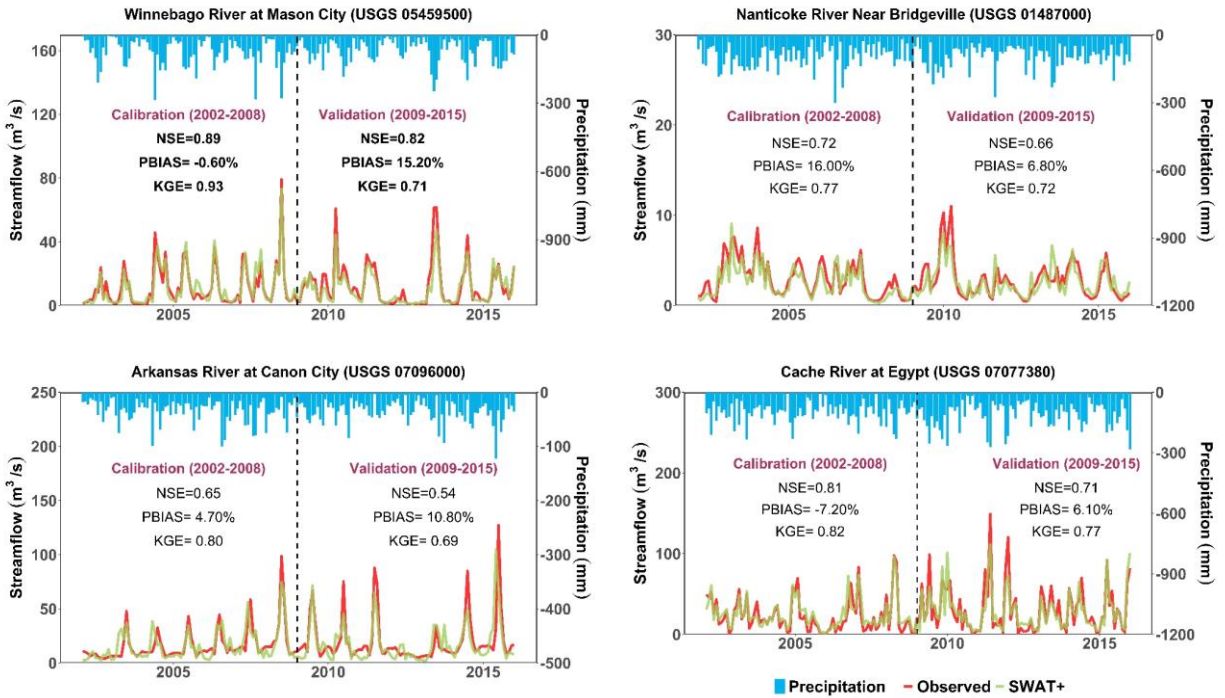 Winnebago River at Mason City (USGS 05459500)
160
120
80
40
0
Streamflow (m³/s)
0
-300
-600
-900
-1200
Precipitation (mm)
Calibration (2002-2008)
NSE=0.89
PBIAS= -0.60%
KGE= 0.93
Validation (2009-2015)
NSE=0.82
PBIAS= 15.20%
KGE= 0.71
2005
2010
2015
Nanticoke River Near Bridgeville (USGS 01487000)
30
20
10
0
Streamflow (m³/s)
0
-300
-600
-900
-1200
Precipitation (mm)
Calibration (2002-2008)
NSE=0.72
PBIAS= 16.00%
KGE= 0.77
Validation (2009-2015)
NSE=0.66
PBIAS= 6.80%
KGE= 0.72
2005
2010
2015
Arkansas River at Canon City (USGS 07096000)
250
200
150
100
50
0
Streamflow (m³/s)
0
-100
-200
-300
-400
-500
Precipitation (mm)
Calibration (2002-2008)
NSE=0.65
PBIAS= 4.70%
KGE= 0.80
Validation (2009-2015)
NSE=0.54
PBIAS= 10.80%
KGE= 0.69
2005
2010
2015
Cache River at Egypt (USGS 07077380)
300
200
100
0
Streamflow (m³/s)
0
-300
-600
-900
-1200
Precipitation (mm)
Calibration (2002-2008)
NSE=0.81
PBIAS= -7.20%
KGE= 0.82
Validation (2009-2015)
NSE=0.71
PBIAS= 6.10%
KGE= 0.77
2005
2010
2015
Precipitation Observed SWAT+